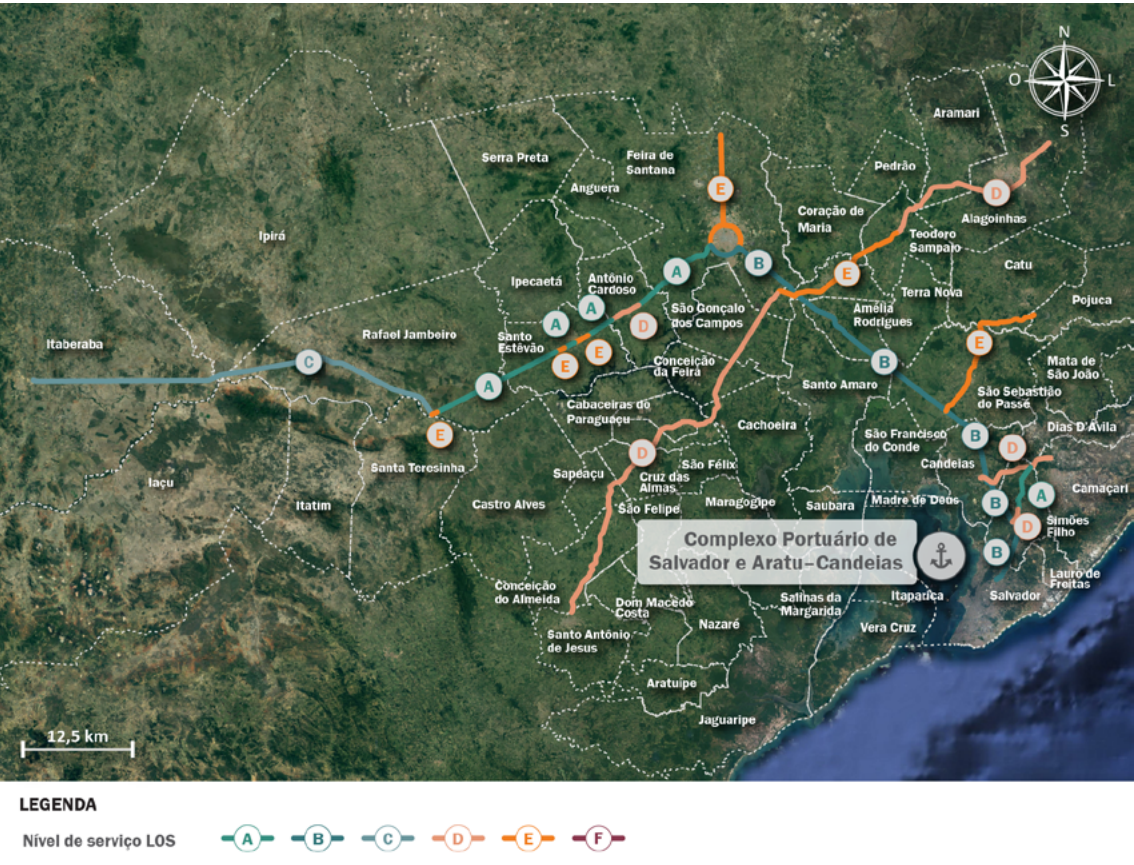 N
O
L
S
Aramari
Serra Preta
Feira de
Santana
Pedrão
Anguera
E
D
Alagoinhas
Coração de
Maria
Teodoro
Sampaio
Ipirá
Catu
B
A
E
Ipecaetá
Antônio
Cardoso
Terra Nova
Pojuca
A
A
São Gonçalo
dos Campos
Amélia
Rodrigues
D
Rafael Jambeiro
Santo
Estêvão
E
Itaberaba
E
E
C
B
Conceição
da Feira
Mata de
São João
A
Santo Amaro
São Sebastião
do Passé
Cabaceiras do
Paraguaçu
Cachoeira
Dias D'Ávila
E
B
São Francisco
do Conde
D
D
Santa Teresinha
Sapeaçu
São Félix
Candeias
Cruz das
Almas
Iaçu
Camaçari
A
Itatim
Castro Alves
São Felipe
Maragogipe
Saubara
Madre de Deus
B
D
Simões
Filho
Complexo Portuário de
Salvador e Aratu–Candeias
B
Lauro de
Freitas
Conceição
do Almeida
Dom Macedo
Costa
Salinas da
Margarida
Itaparica
Salvador
Nazaré
Vera Cruz
Santo Antônio
de Jesus
Aratuípe
Jaguaripe
12,5 km
LEGENDA
Nível de serviço LOS A B C D E F